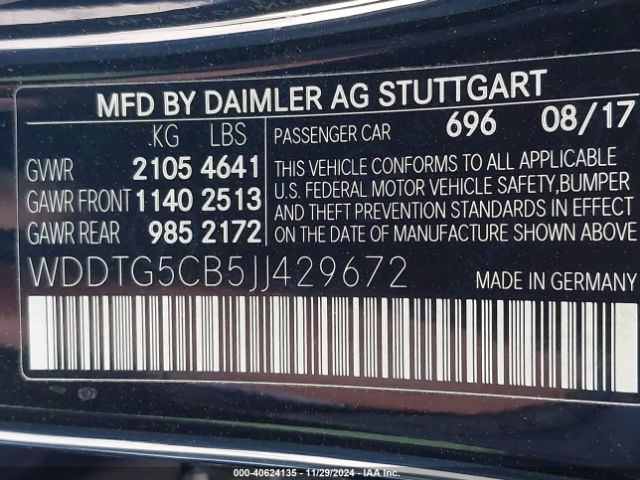 MFD BY DAIMLER AG STUTTGART
KG LBS
GVWR 2105 4641
GAWR FRONT 1140 2513
GAWR REAR 985 2172
PASSENGER CAR 696 08/17
THIS VEHICLE CONFORMS TO ALL APPLICABLE
U.S. FEDERAL MOTOR VEHICLE SAFETY, BUMPER
AND THEFT PREVENTION STANDARDS IN EFFECT
ON THE DATE OF MANUFACTURE SHOWN ABOVE
WDDTG5CB5JJ429672
MADE IN GERMANY
000-40624135 - 11/29/2024 - IAA Inc.